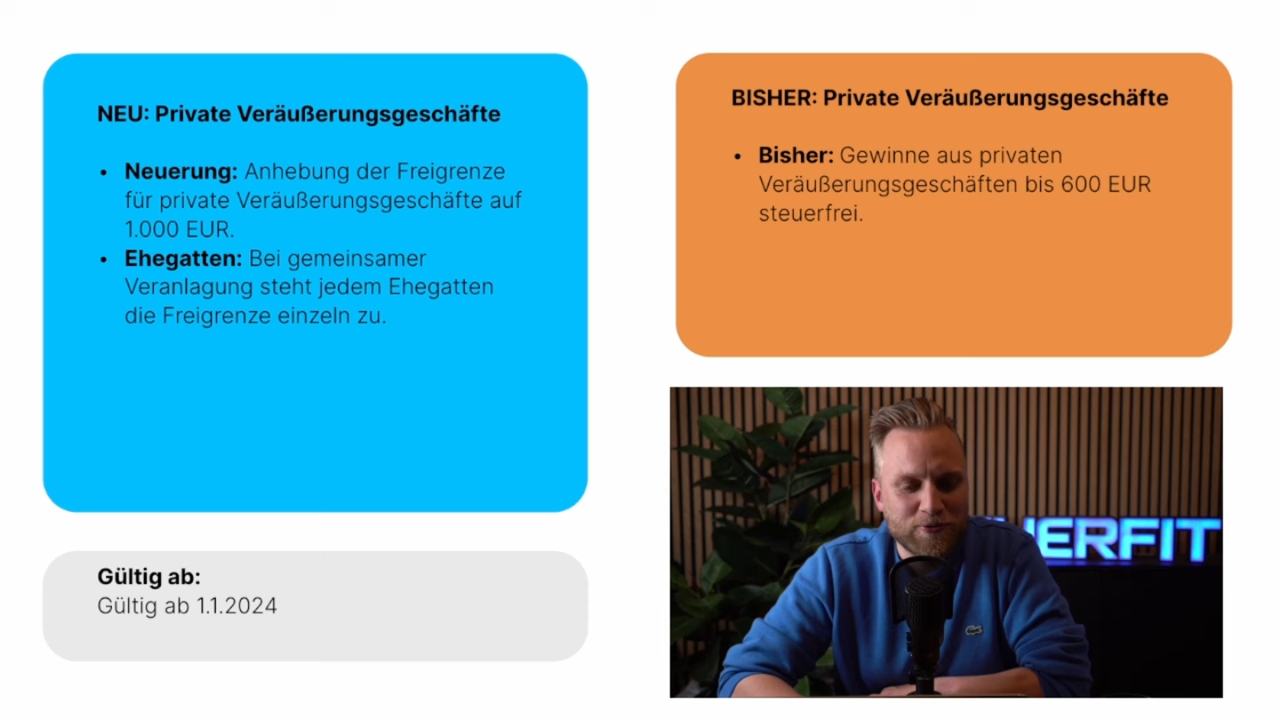 NEU: Private Veräußerungsgeschäfte
• Neuerung: Anhebung der Freigrenze
für private Veräußerungsgeschäfte auf
1.000 EUR.
• Ehegatten: Bei gemeinsamer
Veranlagung steht jedem Ehegatten
die Freigrenze einzeln zu.
Gültig ab:
Gültig ab 1.1.2024
BISHER: Private Veräußerungsgeschäfte
• Bisher: Gewinne aus privaten
Veräußerungsgeschäften bis 600 EUR
steuerfrei.
UERFIT